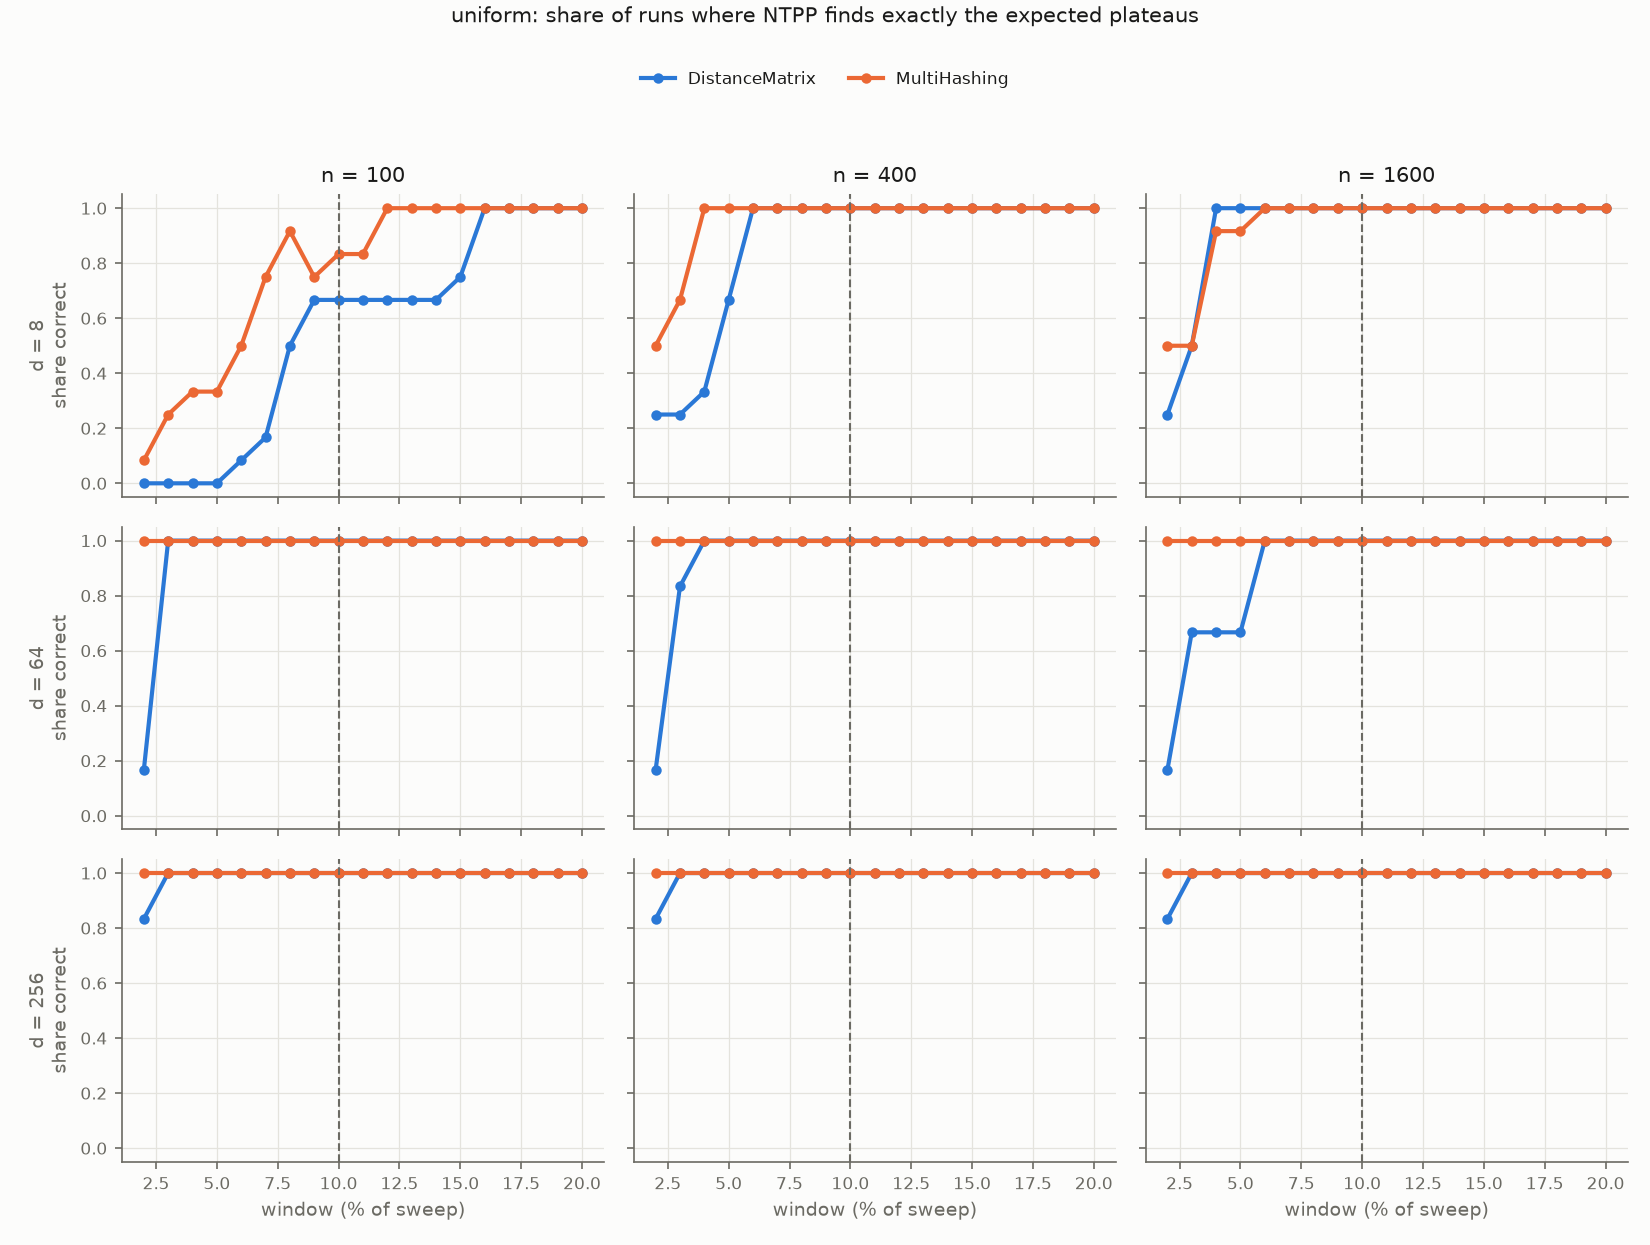 uniform: share of runs where NTPP finds exactly the expected plateaus
DistanceMatrix
MultiHashing
n = 100
n = 400
n = 1600
d = 8
share correct
1.0
0.8
0.6
0.4
0.2
0.0
d = 64
share correct
1.0
0.8
0.6
0.4
0.2
0.0
d = 256
share correct
1.0
0.8
0.6
0.4
0.2
0.0
2.5 5.0 7.5 10.0 12.5 15.0 17.5 20.0
2.5 5.0 7.5 10.0 12.5 15.0 17.5 20.0
2.5 5.0 7.5 10.0 12.5 15.0 17.5 20.0
window (% of sweep)
window (% of sweep)
window (% of sweep)